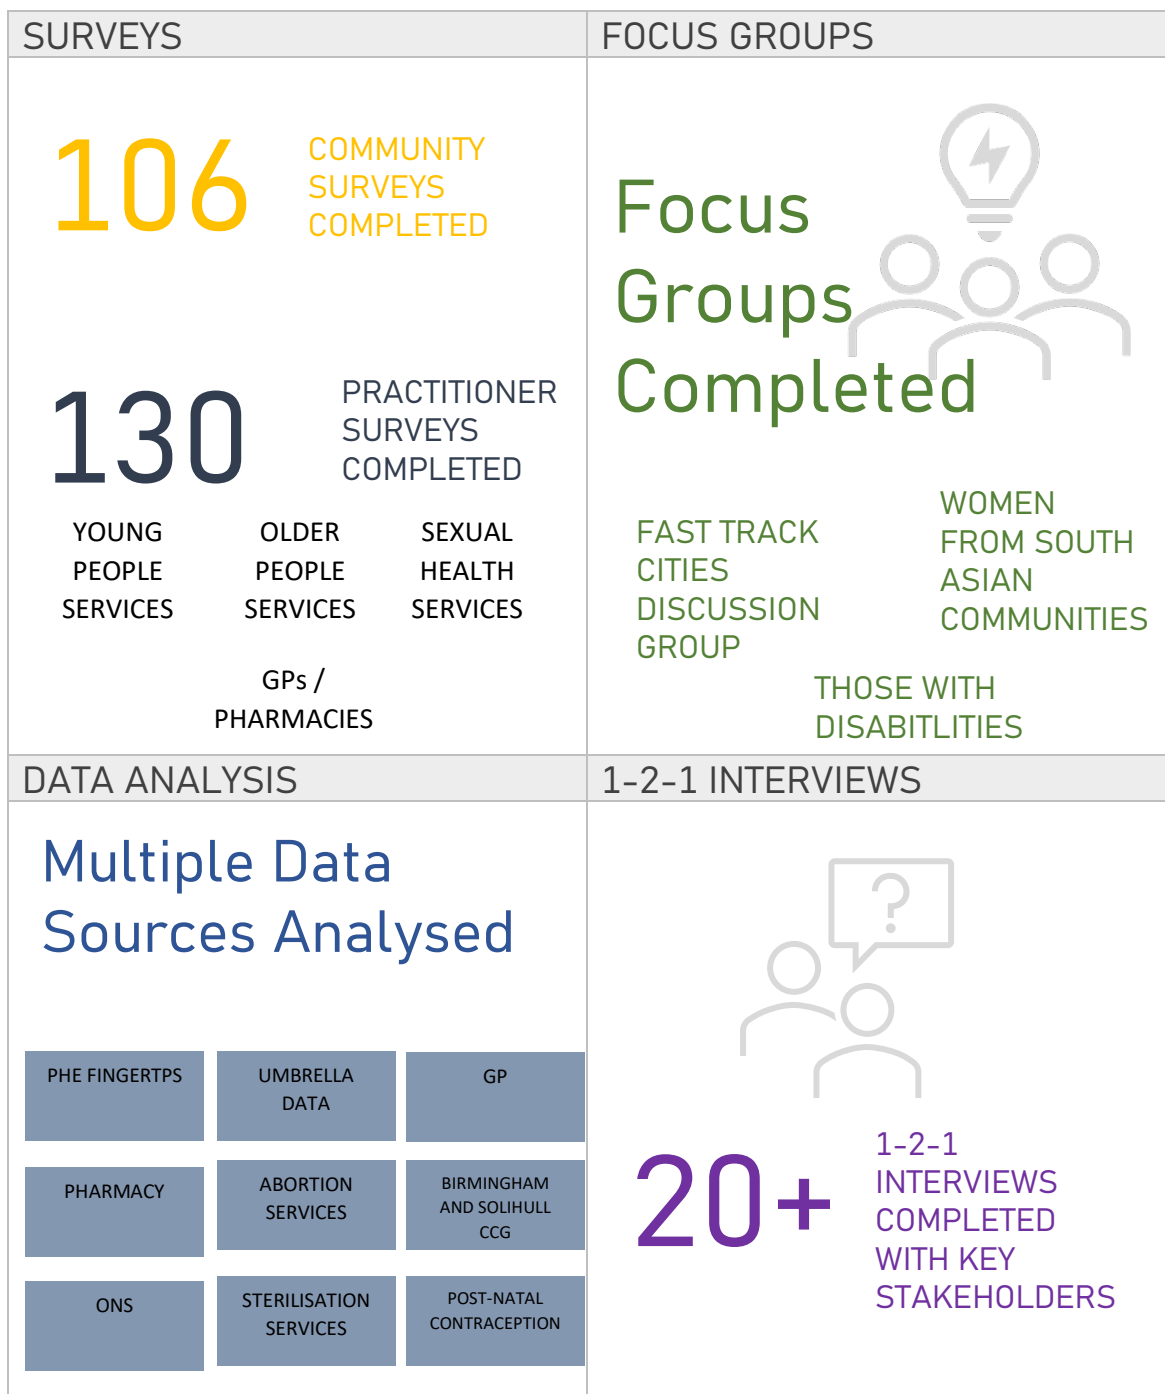 SURVEYS
106
COMMUNITY
SURVEYS
COMPLETED
130
PRACTITIONER
SURVEYS
COMPLETED
YOUNG
PEOPLE
SERVICES
OLDER
PEOPLE
SERVICES
SEXUAL
HEALTH
SERVICES
GPs /
PHARMACIES
FOCUS GROUPS
Focus
Groups
Completed
FAST TRACK
CITIES
DISCUSSION
GROUP
WOMEN
FROM SOUTH
ASIAN
COMMUNITIES
THOSE WITH
DISABITLITIES
DATA ANALYSIS
Multiple Data
Sources Analysed
PHE FINGERTPS
UMBRELLA
DATA
GP
PHARMACY
ABORTION
SERVICES
BIRMINGHAM
AND SOLIHULL
CCG
ONS
STERILISATION
SERVICES
POST-NATAL
CONTRACEPTION
1-2-1 INTERVIEWS
?
20+
1-2-1
INTERVIEWS
COMPLETED
WITH KEY
STAKEHOLDERS